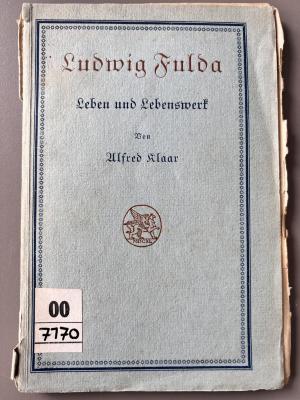 Ludwig Fulda
Leben und Lebenswerk
Von
Alfred Klaar
00
7170